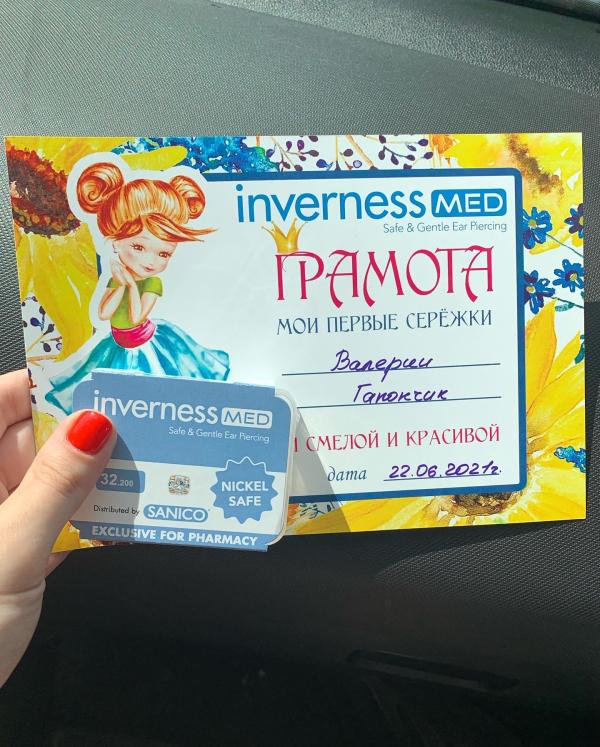 inverness MED
Safe & Gentle Ear Piercing
ГРАМОТА
МОИ ПЕРВЫЕ СЕРЁЖКИ
Валерии
Гапончик
СМЕЛОЙ И КРАСИВОЙ
дата 22.06.2021г.
inverness MED
Safe & Gentle Ear Piercing
32.200
NICKEL
SAFE
Distributed by SANICO
EXCLUSIVE FOR PHARMACY